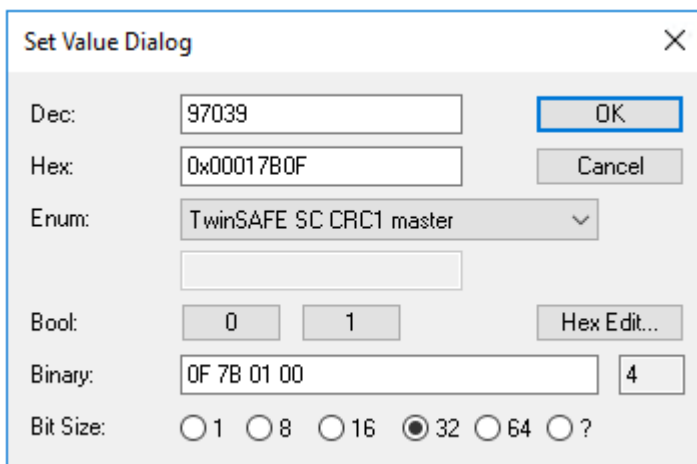 Set Value Dialog
Dec: 97039 OK
Hex: 0x00017B0F Cancel
Enum: TwinSAFE SC CRC1 master
Bool: 0 1 Hex Edit...
Binary: 0F 7B 01 00 4
Bit Size: 1 8 16 32 64 ?